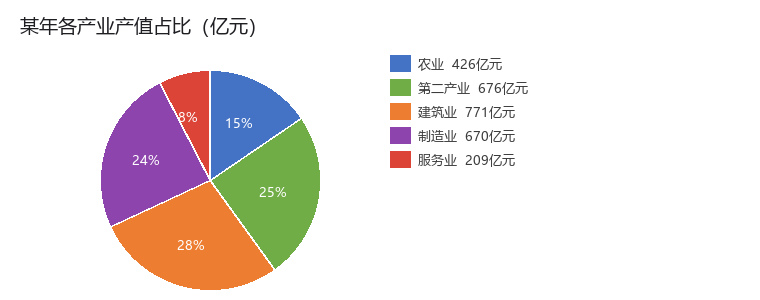 某年各产业产值占比（亿元）
农业 426亿元
第二产业 676亿元
建筑业 771亿元
制造业 670亿元
服务业 209亿元
8%
15%
24%
25%
28%